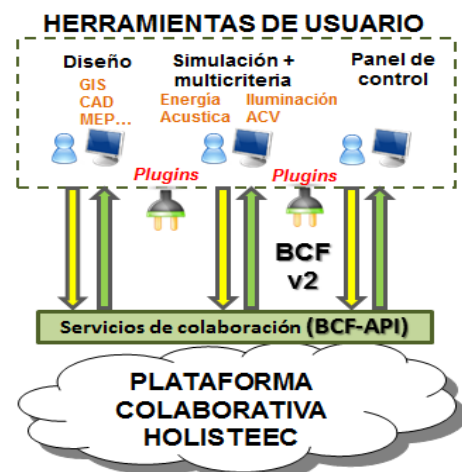 HERRAMIENTAS DE USUARIO
Diseño
GIS
CAD
MEP...
Simulación +
multicriteria
Energía Iluminación
Acustica ACV
Panel de
control
Plugins
Plugins
BCF
v2
Servicios de colaboración (BCF-API)
PLATAFORMA
COLABORATIVA
HOLISTEEC